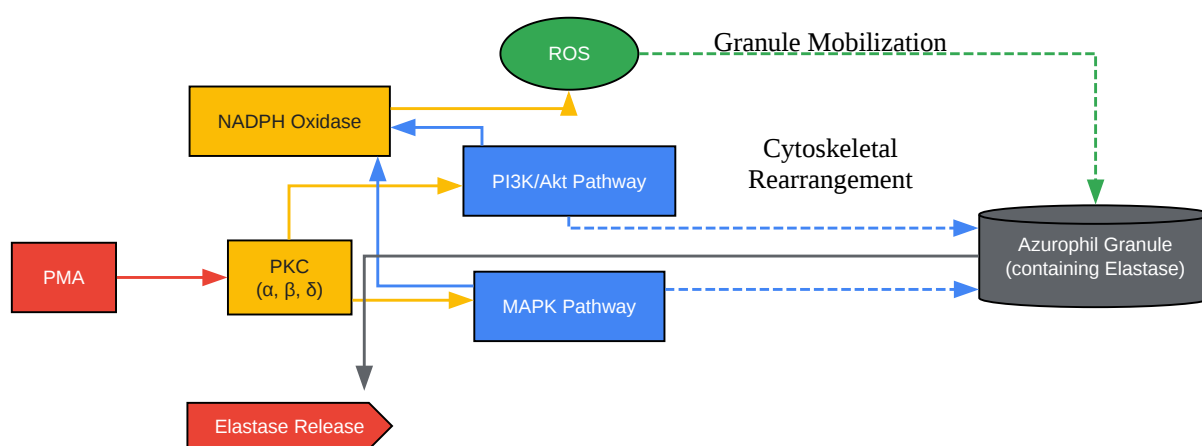 ROS
Granule Mobilization
NADPH Oxidase
Cytoskeletal
Rearrangement
PI3K/Akt Pathway
Azurophil Granule
(containing Elastase)
PMA
PKC
(α, β, δ)
MAPK Pathway
Elastase Release